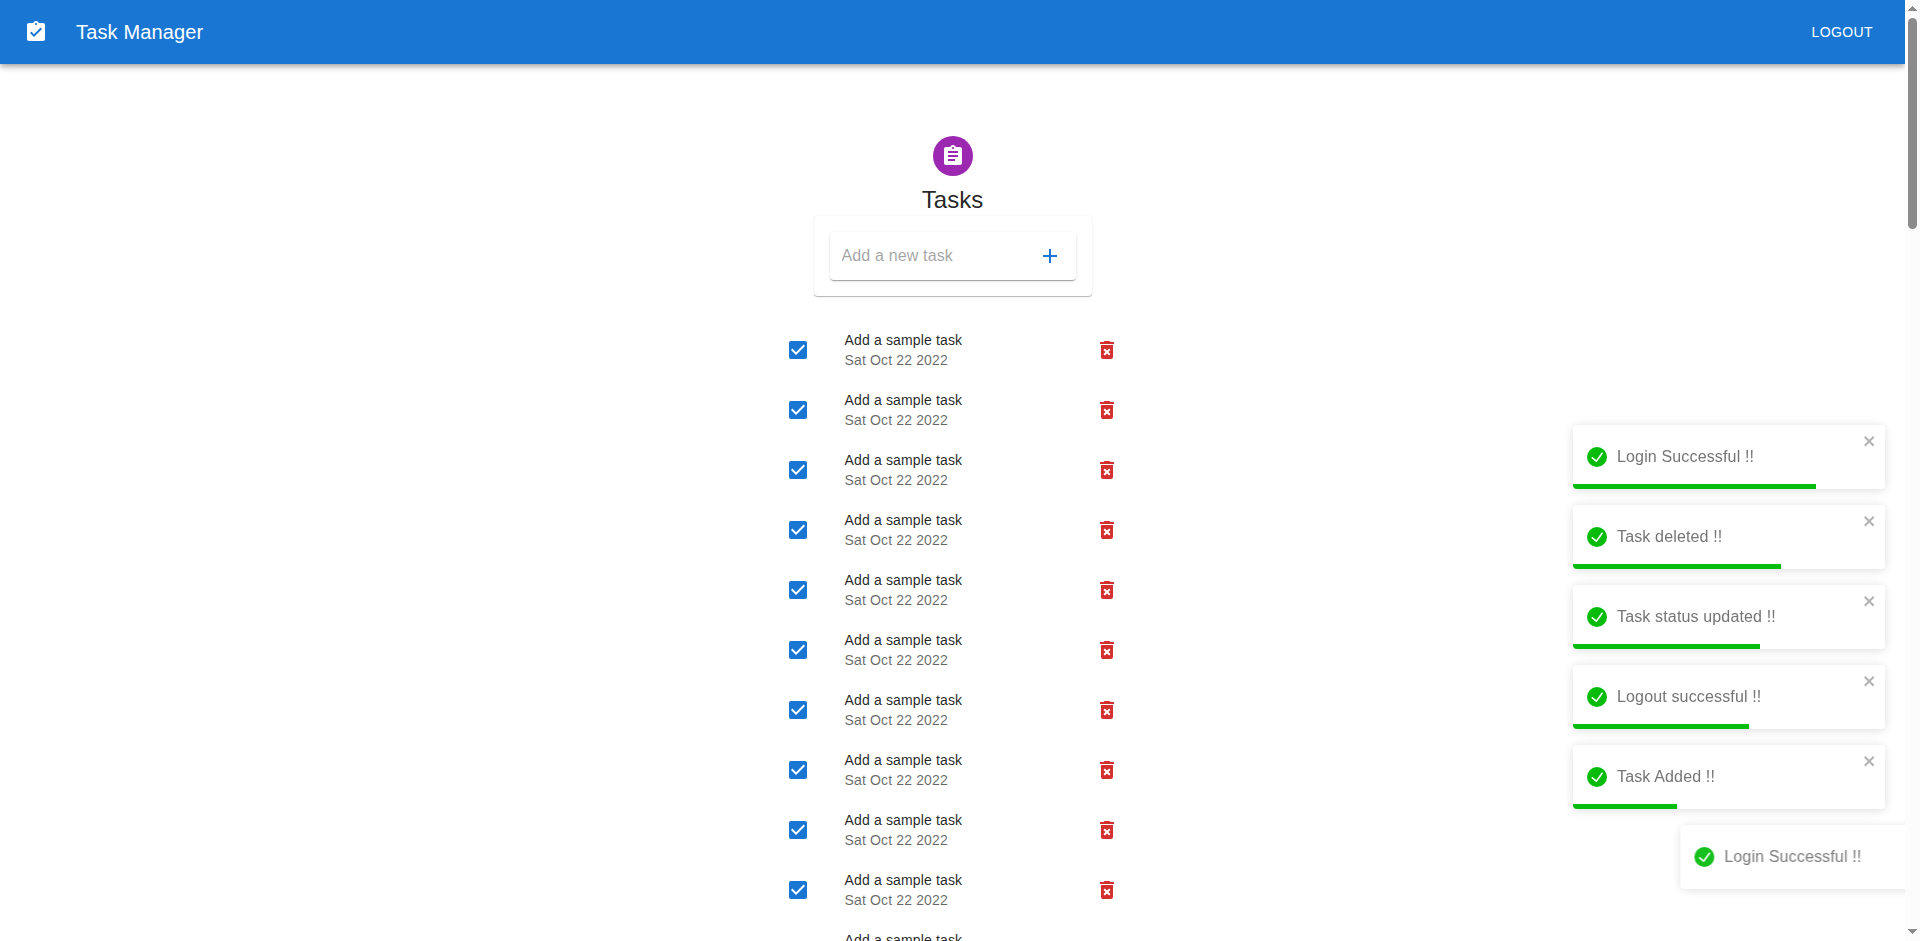 Task Manager
LOGOUT
Tasks
Add a new task
Add a sample task
Sat Oct 22 2022
Add a sample task
Sat Oct 22 2022
Add a sample task
Sat Oct 22 2022
Add a sample task
Sat Oct 22 2022
Add a sample task
Sat Oct 22 2022
Add a sample task
Sat Oct 22 2022
Add a sample task
Sat Oct 22 2022
Add a sample task
Sat Oct 22 2022
Add a sample task
Sat Oct 22 2022
Add a sample task
Sat Oct 22 2022
Add a sample task
Login Successful !!
Task deleted !!
Task status updated !!
Logout successful !!
Task Added !!
Login Successful !!